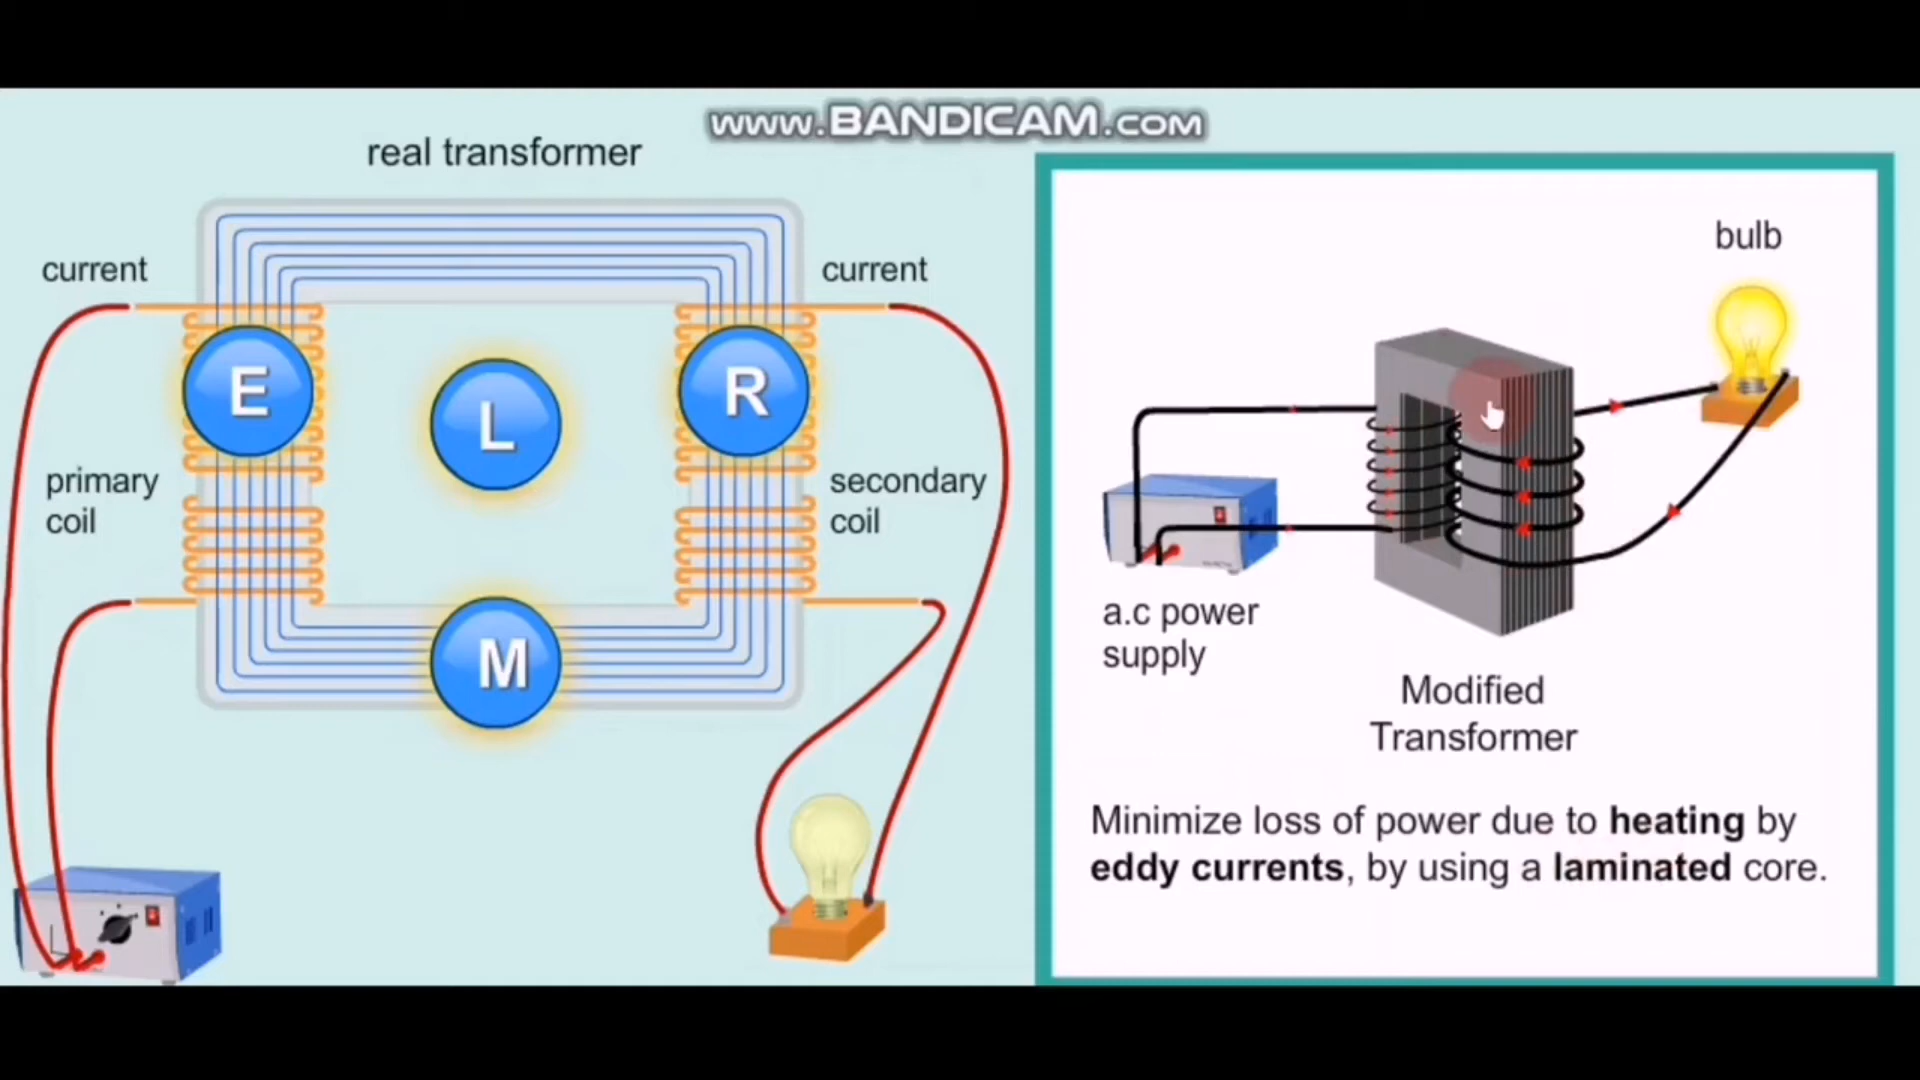 www.BANDICAM.com
real transformer
current
current
E
L
R
primary
coil
secondary
coil
M
bulb
a.c power
supply
Modified
Transformer
Minimize loss of power due to heating by
eddy currents, by using a laminated core.